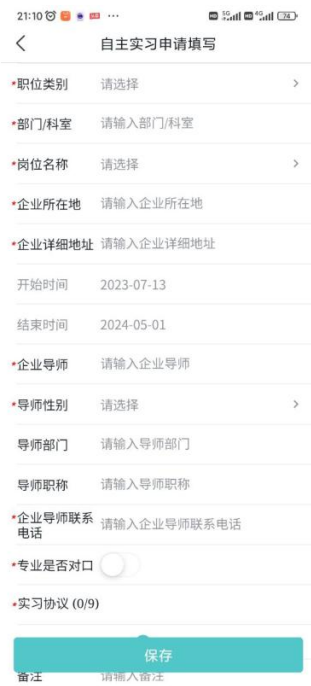 21:10 ··· HD 5G HD 4G 74
自主实习申请填写
*职位类别 请选择
*部门/科室 请输入部门/科室
*岗位名称 请选择
*企业所在地 请输入企业所在地
*企业详细地址 请输入企业详细地址
开始时间 2023-07-13
结束时间 2024-05-01
*企业导师 请输入企业导师
*导师性别 请选择
导师部门 请输入导师部门
导师职称 请输入导师职称
*企业导师联系 请输入企业导师联系电话
电话
*专业是否对口
*实习协议 (0/9)
保存
备注 请输入备注